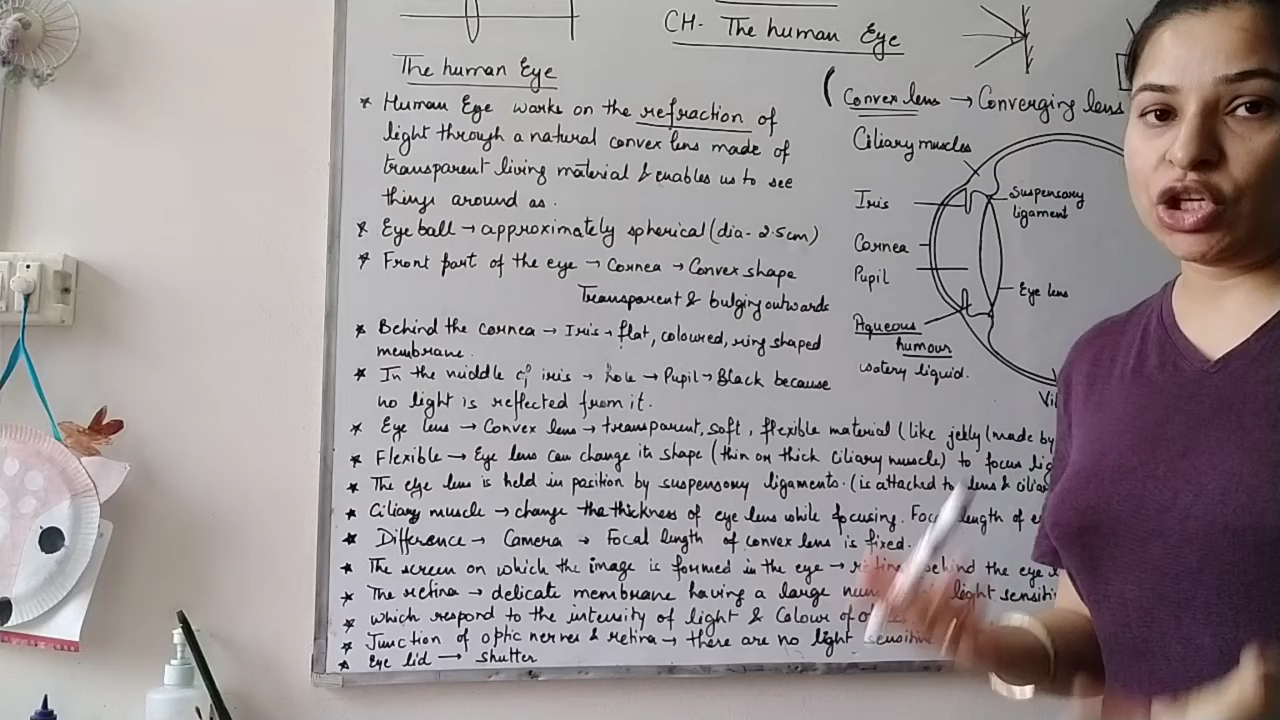 CH- The human Eye
The human Eye
* Human Eye works on the refraction of
light through a natural convex lens made of
transparent living material & enables us to see
things around as.
* Eye ball → approximately spherical (dia- 2.5cm)
* Front part of the eye → Cornea → Convex shape
Transparent & bulging outwards
* Behind the cornea → Iris → flat, coloured, ring shaped
membrane.
* In the middle of iris → hole → Pupil → Black because
no light is reflected from it.
* Eye lens → Convex lens → transparent, soft, flexible material (like jelly (made by
* Flexible → Eye lens can change its shape (thin or thick ciliary muscle) to focus
* The eye lens is held in position by suspensory ligaments. (is attached to lens &
* Ciliary muscle → change the thickness of eye lens while focusing. length of
* Difference → Camera → Focal length of convex lens is fixed.
* The screen on which the image is formed in the eye → behind the eye
* The retina → delicate membrane having a large light
* which respond to the intensity of light & Colour of
* Junction of optic nerves & retina → there are no light sensitive
* Eye lid → shutter
(Convex lens → Converging lens
Ciliary muscles
Iris
Suspensory
ligament
Cornea
Pupil
Eye lens
Aqueous
humour
watery liquid.